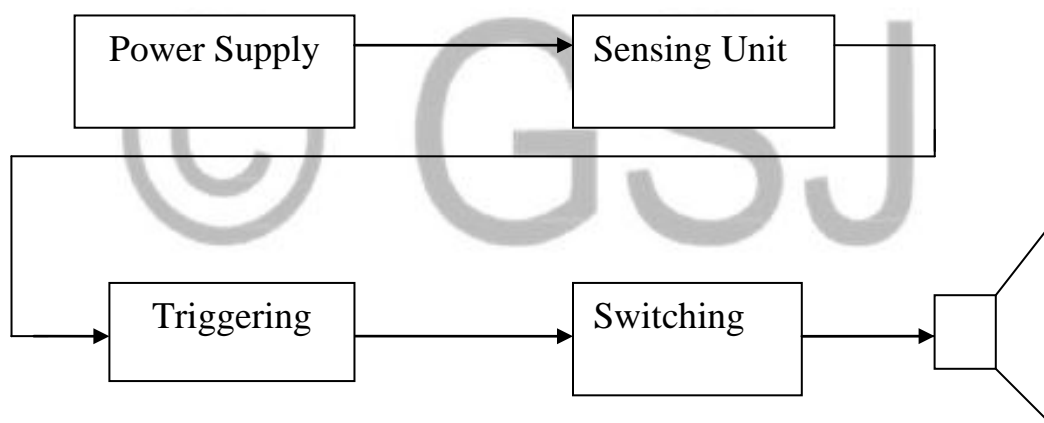 Power Supply
Sensing Unit
© GSJ
Triggering
Switching